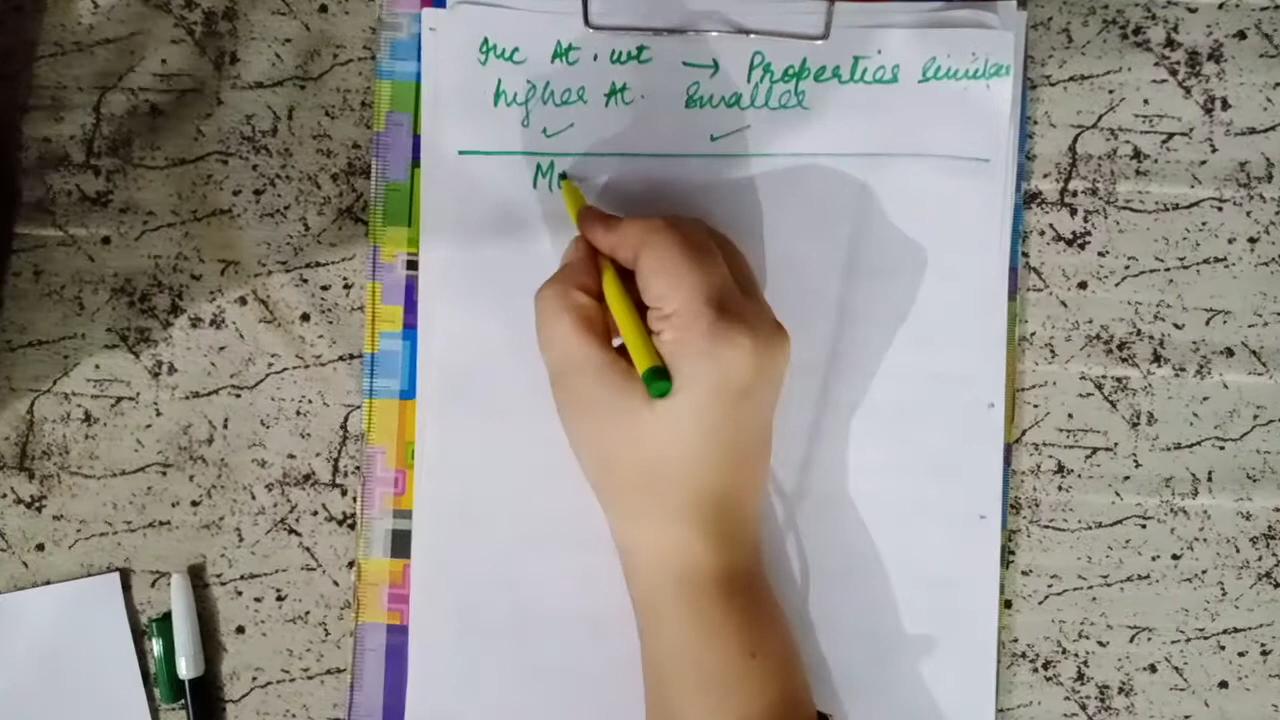 Inc At. wt → Properties similar
higher At. smaller
✓ ✓
M